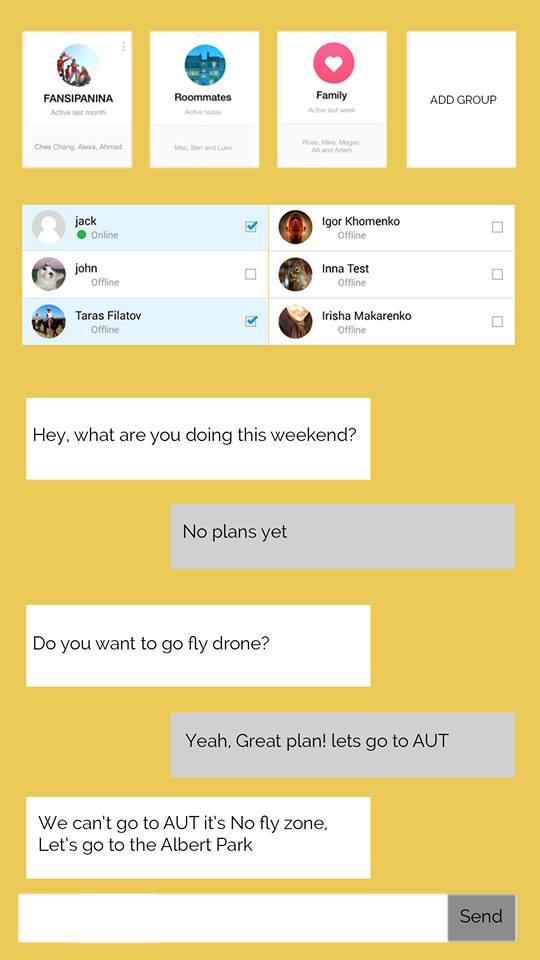 FANSIPANINA
Active last month
Chee Chang, Alexa, Ahmad
Roommates
Active today
Mac, Ben and Luke
Family
Active last week
Rose, Mike, Magan,
Alli and Adam
ADD GROUP
jack
Online
Igor Khomenko
Offline
john
Offline
Inna Test
Offline
Taras Filatov
Offline
Irisha Makarenko
Offline
Hey, what are you doing this weekend?
No plans yet
Do you want to go fly drone?
Yeah, Great plan! lets go to AUT
We can't go to AUT it's No fly zone,
Let's go to the Albert Park
Send